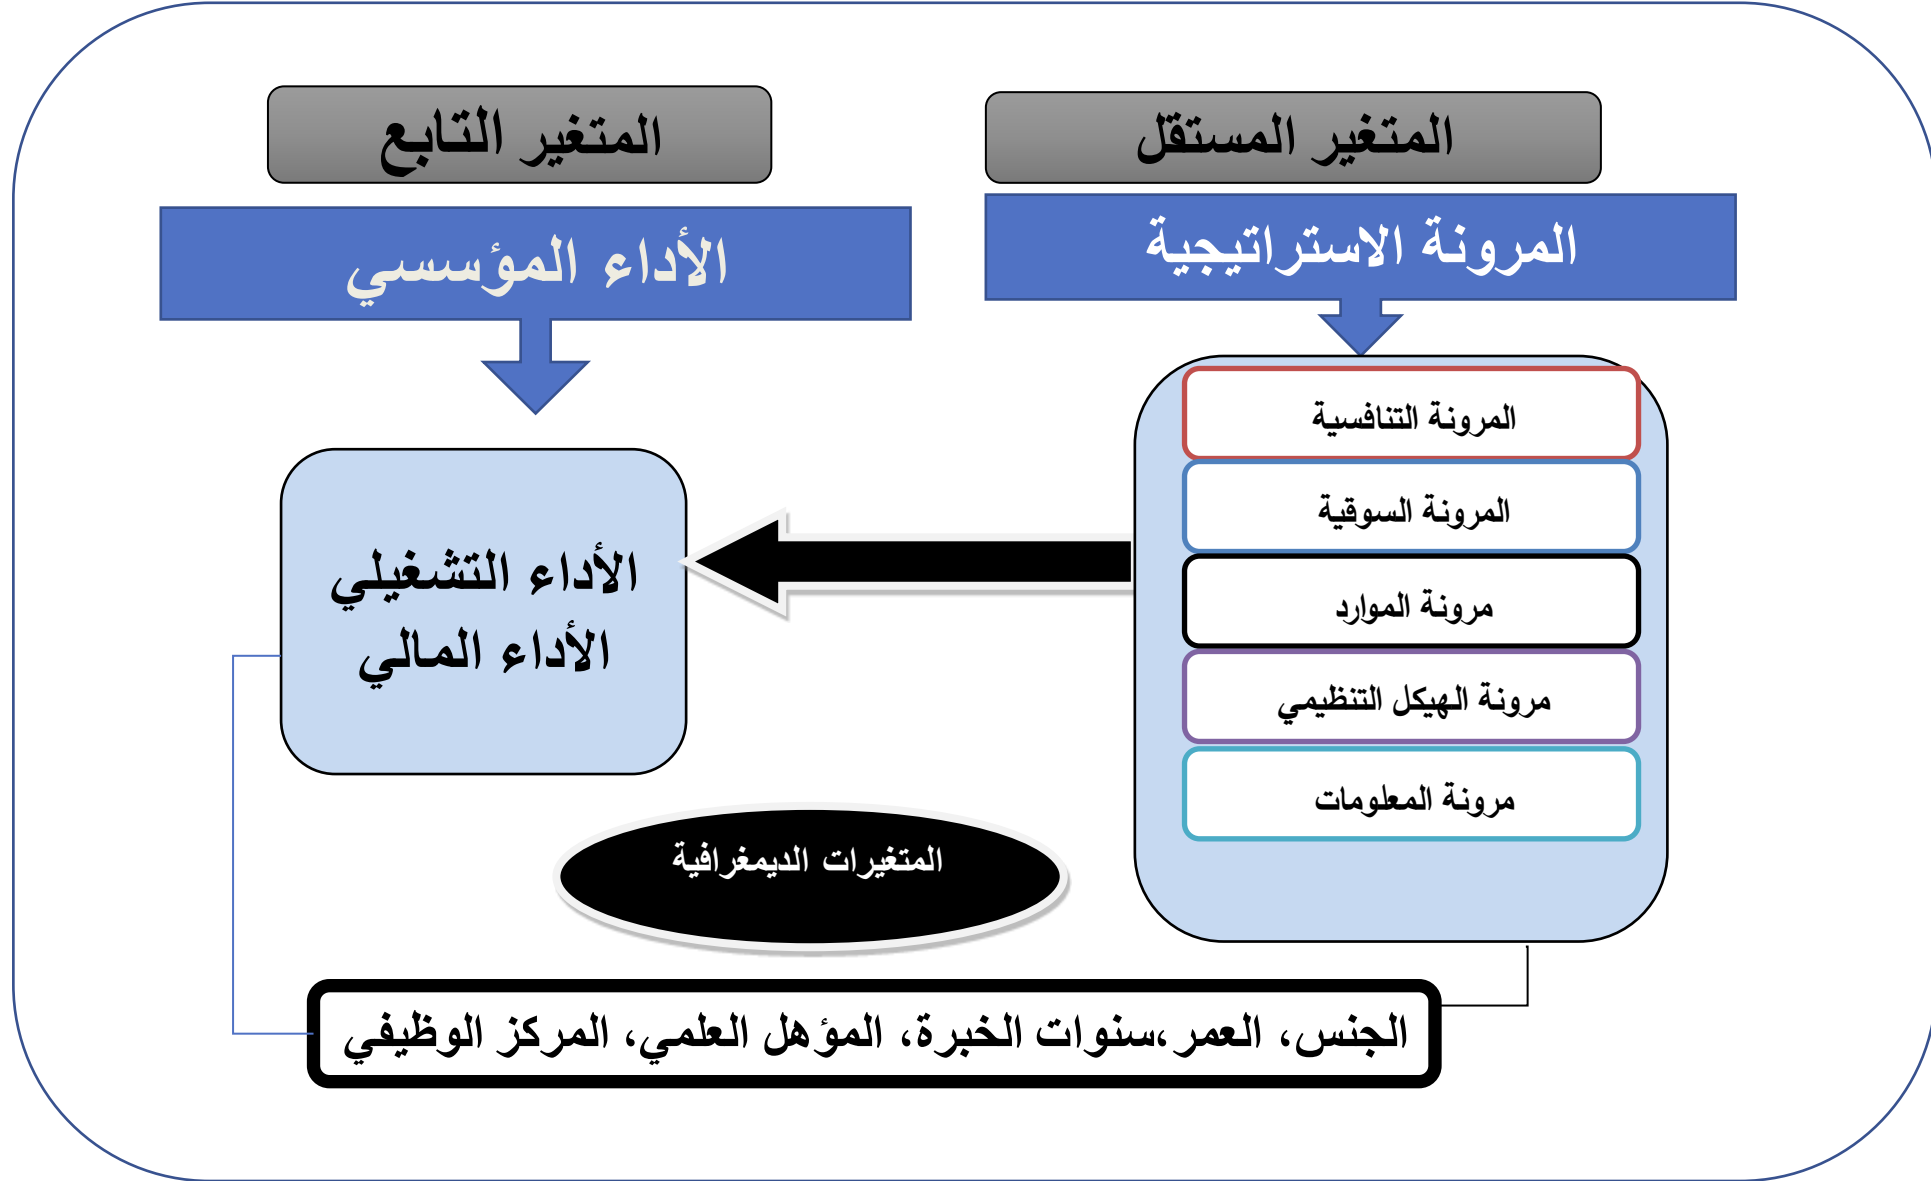 المتغير المستقل
المتغير التابع
المرونة الاستراتيجية
الأداء المؤسسي
المرونة التنافسية
المرونة السوقية
مرونة الموارد
مرونة الهيكل التنظيمي
مرونة المعلومات
الأداء التشغيلي
الأداء المالي
المتغيرات الديمغرافية
الجنس، العمر،سنوات الخبرة، المؤهل العلمي، المركز الوظيفي